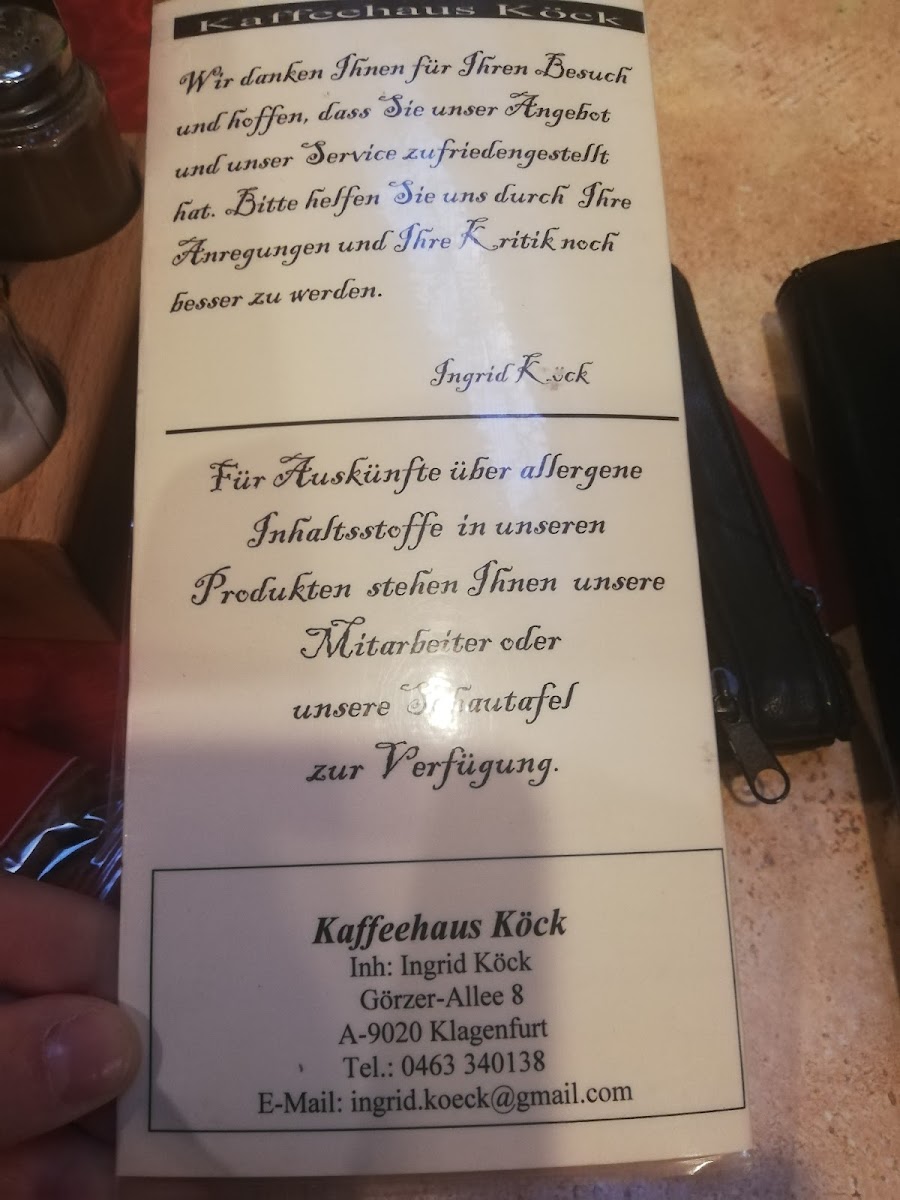 Kaffeehaus Köck
Wir danken Ihnen für Ihren Besuch
und hoffen, dass Sie unser Angebot
und unser Service zufriedengestellt
hat. Bitte helfen Sie uns durch Ihre
Anregungen und Ihre Kritik noch
besser zu werden.
Ingrid Köck
Für Auskünfte über allergene
Inhaltsstoffe in unseren
Produkten stehen Ihnen unsere
Mitarbeiter oder
unsere Schautafel
zur Verfügung.
Kaffeehaus Köck
Inh: Ingrid Köck
Görzer-Allee 8
A-9020 Klagenfurt
Tel.: 0463 340138
E-Mail: ingrid.koeck@gmail.com